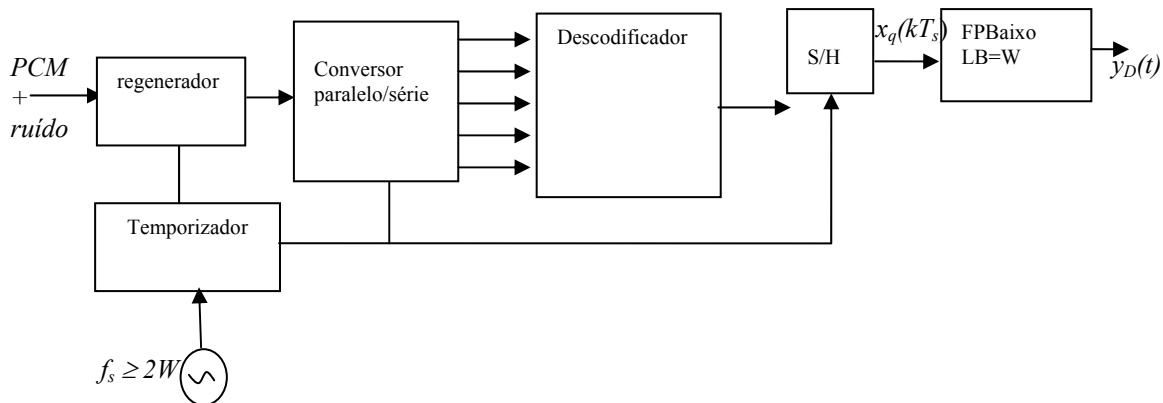 PCM
+
ruído
regenerador
Conversor
paralelo/série
Descodificador
S/H
x_q(kT_s)
FPBaixo
LB=W
y_D(t)
Temporizador
f_s ≥ 2W